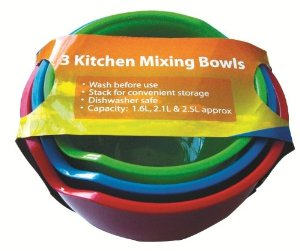 3 Kitchen Mixing Bowls
• Wash before use
• Stack for convenient storage
• Dishwasher safe
• Capacity: 1.6L, 2.1L & 2.5L approx